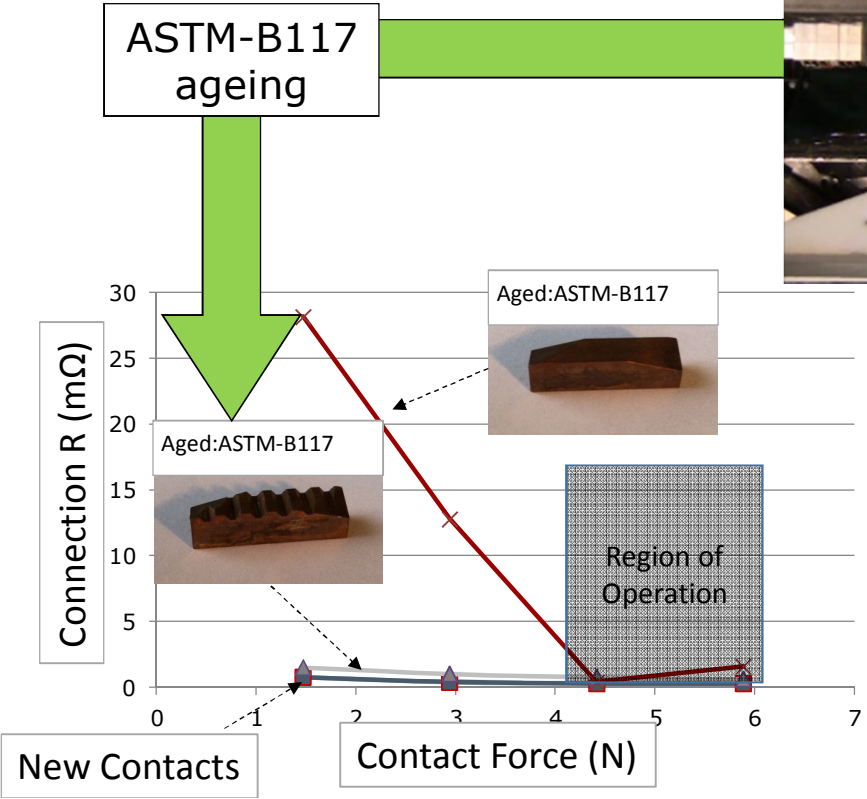 ASTM-B117
ageing
30
25
20
15
10
5
0
Connection R (mΩ)
Aged:ASTM-B117
Aged:ASTM-B117
Region of
Operation
0 1 2 3 4 5 6 7
New Contacts
Contact Force (N)